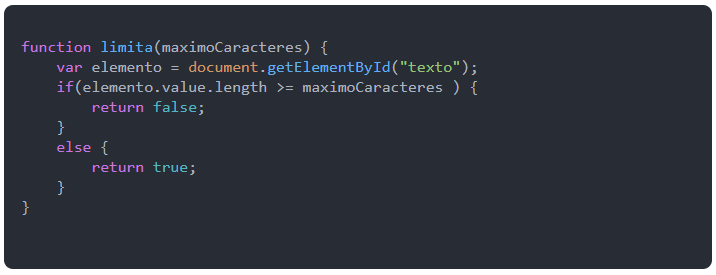 function limita(maximoCaracteres) {
    var elemento = document.getElementById("texto");
    if(elemento.value.length >= maximoCaracteres ) {
        return false;
    }
    else {
        return true;
    }
}